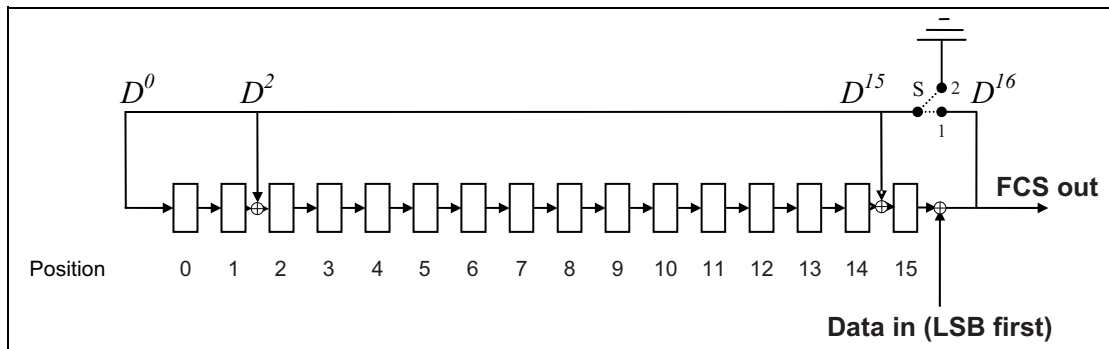 S 2
D^0 D^2 D^15 D^16
1
FCS out
Position 0 1 2 3 4 5 6 7 8 9 10 11 12 13 14 15
Data in (LSB first)